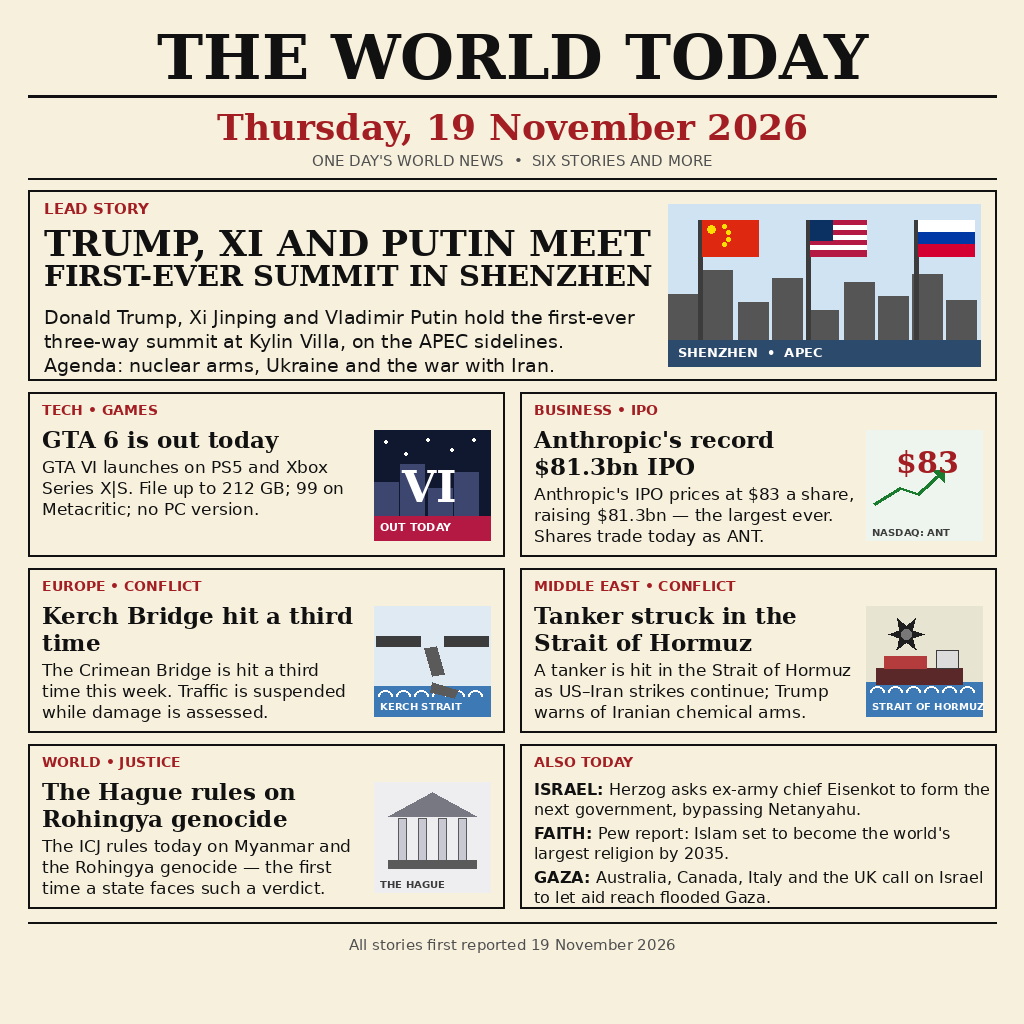 THE WORLD TODAY
Thursday, 19 November 2026
ONE DAY'S WORLD NEWS • SIX STORIES AND MORE
LEAD STORY
TRUMP, XI AND PUTIN MEET
FIRST-EVER SUMMIT IN SHENZHEN
Donald Trump, Xi Jinping and Vladimir Putin hold the first-ever
three-way summit at Kylin Villa, on the APEC sidelines.
Agenda: nuclear arms, Ukraine and the war with Iran.
SHENZHEN • APEC
TECH • GAMES
GTA 6 is out today
GTA VI launches on PS5 and Xbox
Series X|S. File up to 212 GB; 99 on
Metacritic; no PC version.
VI
OUT TODAY
BUSINESS • IPO
Anthropic's record
$81.3bn IPO
Anthropic's IPO prices at $83 a share,
raising $81.3bn — the largest ever.
Shares trade today as ANT.
$83
NASDAQ: ANT
EUROPE • CONFLICT
Kerch Bridge hit a third
time
The Crimean Bridge is hit a third
time this week. Traffic is suspended
while damage is assessed.
KERCH STRAIT
MIDDLE EAST • CONFLICT
Tanker struck in the
Strait of Hormuz
A tanker is hit in the Strait of Hormuz
as US–Iran strikes continue; Trump
warns of Iranian chemical arms.
STRAIT OF HORMUZ
WORLD • JUSTICE
The Hague rules on
Rohingya genocide
The ICJ rules today on Myanmar and
the Rohingya genocide — the first
time a state faces such a verdict.
THE HAGUE
ALSO TODAY
ISRAEL: Herzog asks ex-army chief Eisenkot to form the
next government, bypassing Netanyahu.
FAITH: Pew report: Islam set to become the world's
largest religion by 2035.
GAZA: Australia, Canada, Italy and the UK call on Israel
to let aid reach flooded Gaza.
All stories first reported 19 November 2026